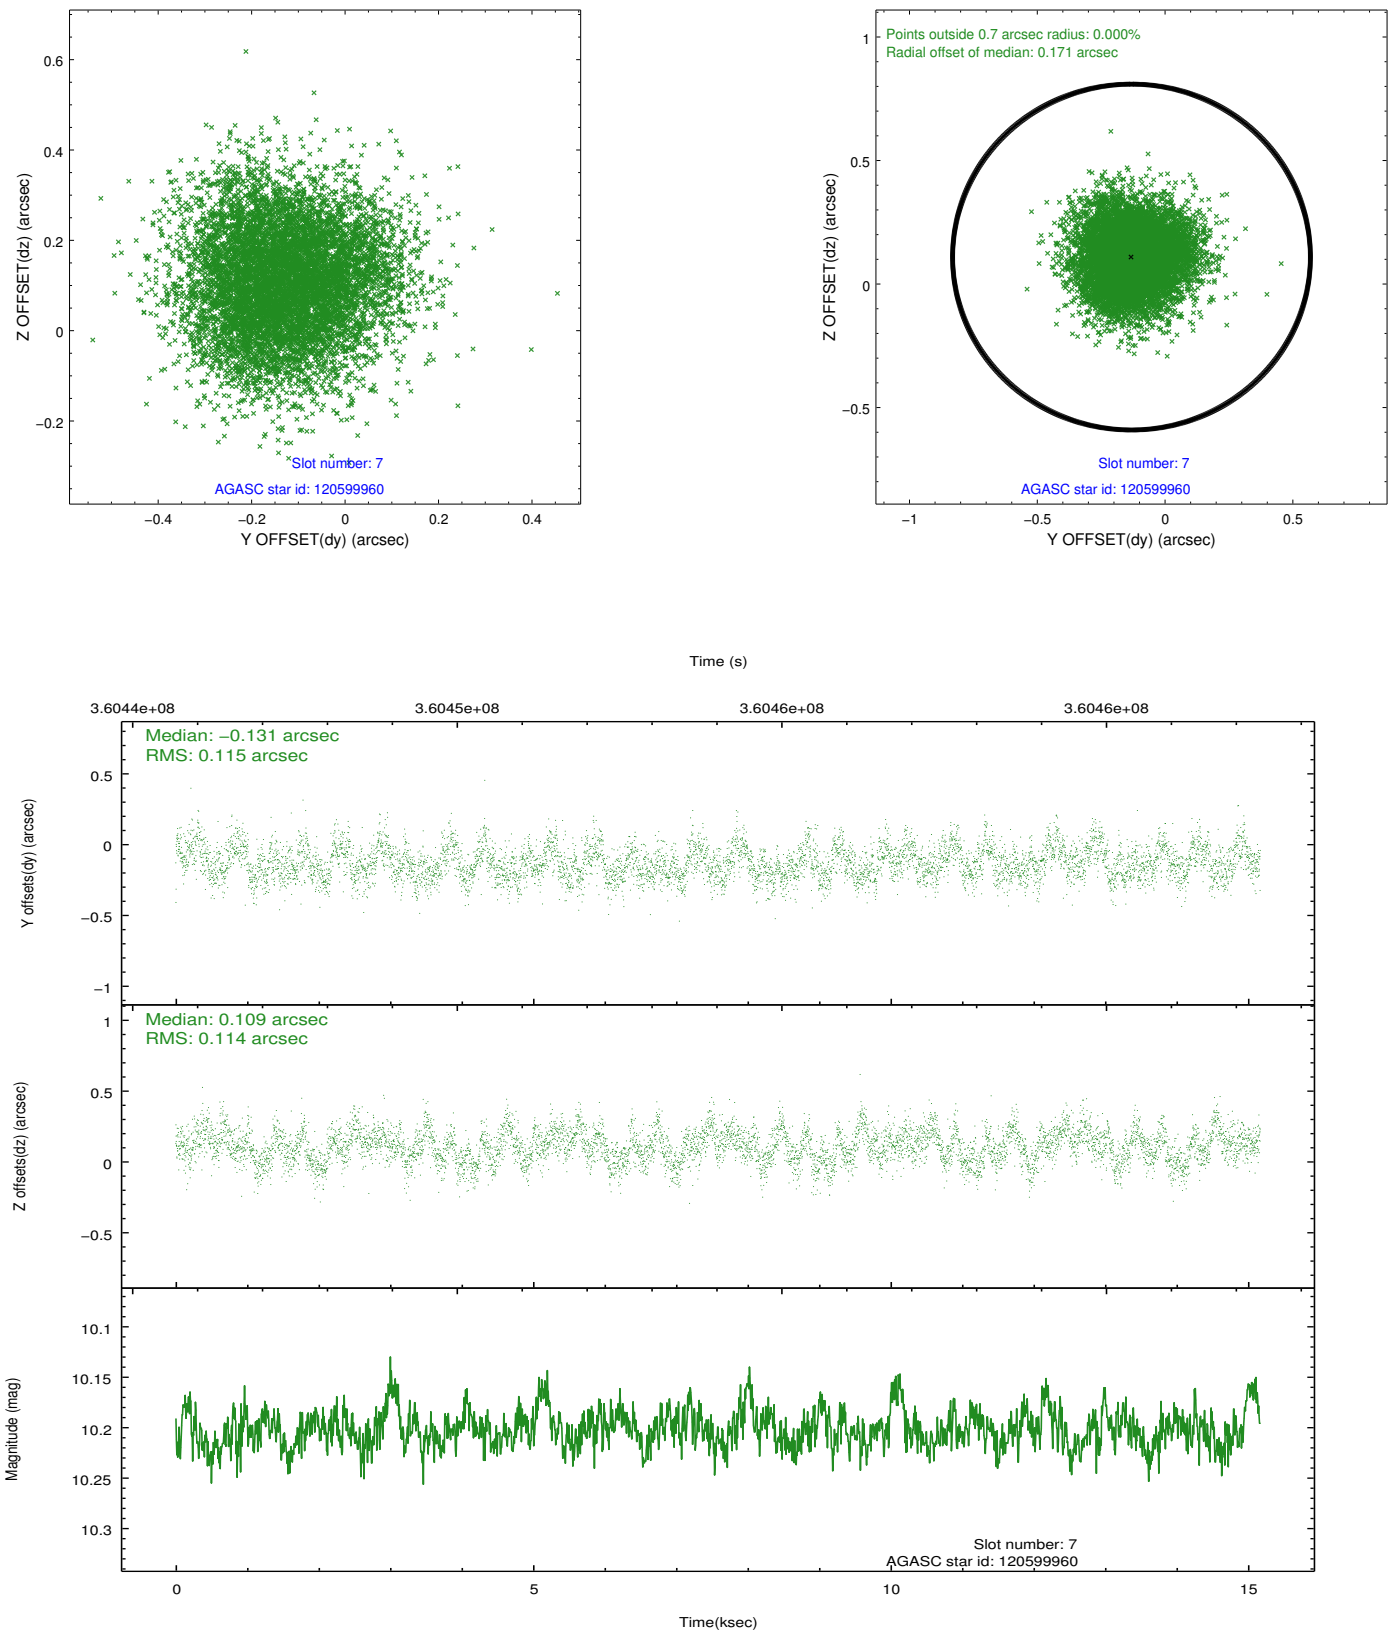 0.6
0.4
0.2
0
−0.2
Z OFFSET(dz) (arcsec)
Slot number: 7
AGASC star id: 120599960
−0.4
−0.2
0
0.2
0.4
Y OFFSET(dy) (arcsec)
Points outside 0.7 arcsec radius: 0.000%
Radial offset of median: 0.171 arcsec
1
0.5
0
−0.5
Z OFFSET(dz) (arcsec)
Slot number: 7
AGASC star id: 120599960
−1
−0.5
0
0.5
Y OFFSET(dy) (arcsec)
Time (s)
3.6044e+08
3.6045e+08
3.6046e+08
3.6046e+08
Median: −0.131 arcsec
RMS: 0.115 arcsec
0.5
0
−0.5
−1
Y offsets(dy) (arcsec)
Median: 0.109 arcsec
RMS: 0.114 arcsec
1
0.5
0
−0.5
Z offsets(dz) (arcsec)
10.1
10.15
10.2
10.25
10.3
Magnitude (mag)
Slot number: 7
AGASC star id: 120599960
0
5
10
15
Time(ksec)